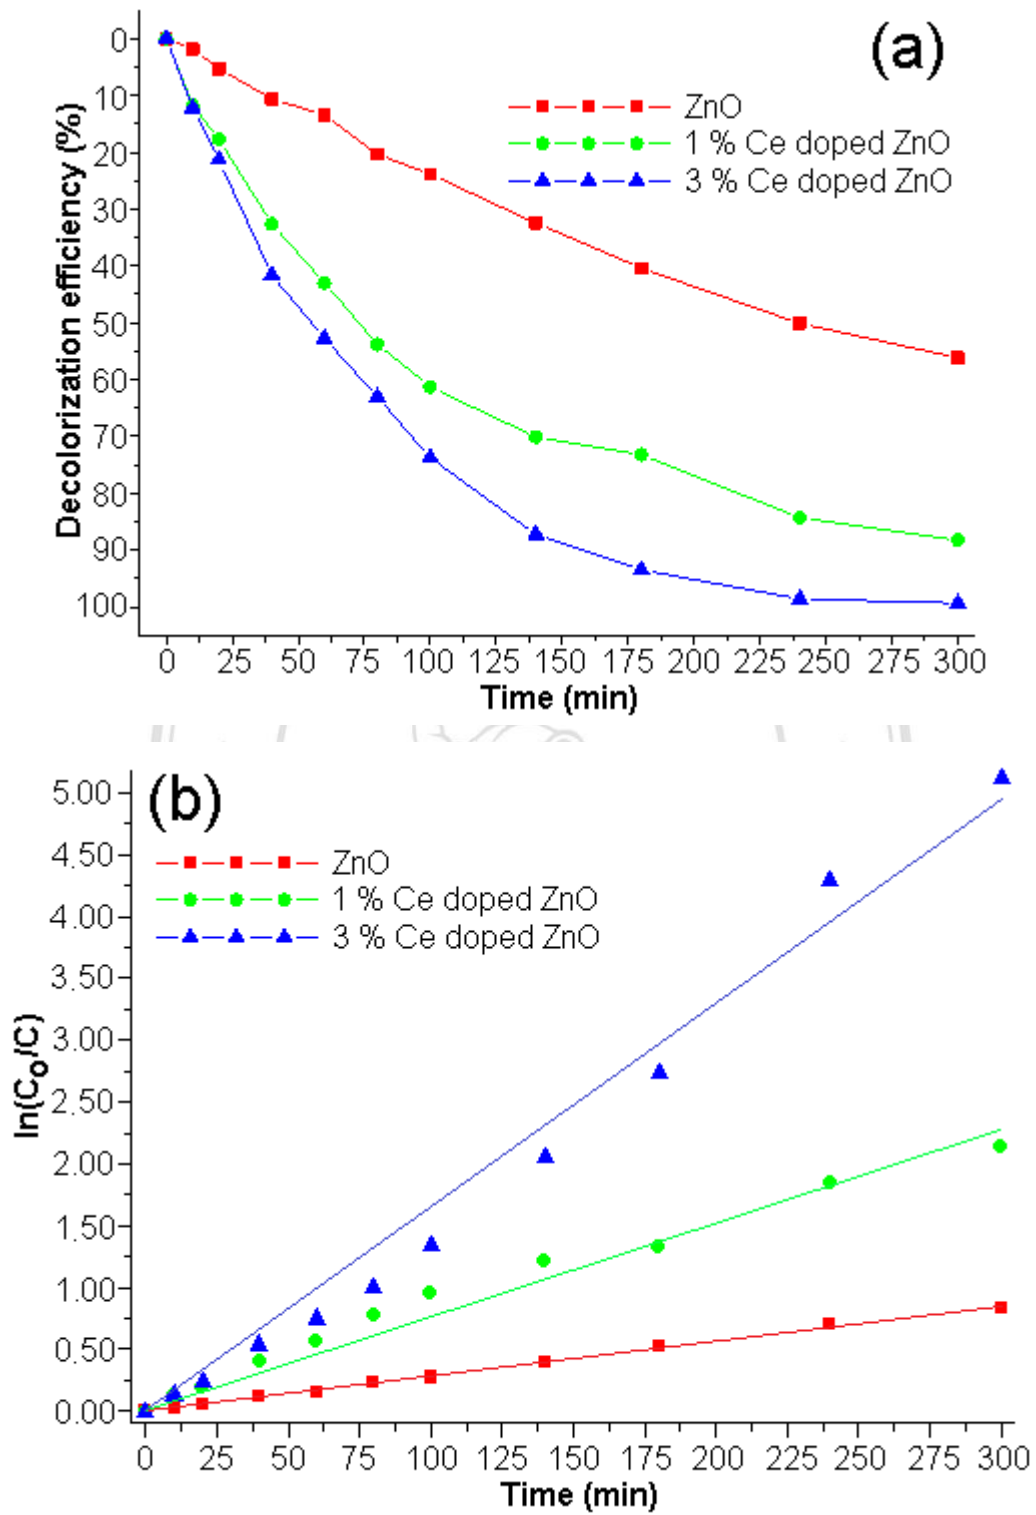 (a)
0
10
20
30
40
50
60
70
80
90
100
Decolorization efficiency (%)
ZnO
1 % Ce doped ZnO
3 % Ce doped ZnO
0 25 50 75 100 125 150 175 200 225 250 275 300
Time (min)
(b)
5.00
4.50
4.00
3.50
3.00
2.50
2.00
1.50
1.00
0.50
0.00
ln(Co/C)
ZnO
1 % Ce doped ZnO
3 % Ce doped ZnO
0 25 50 75 100 125 150 175 200 225 250 275 300
Time (min)